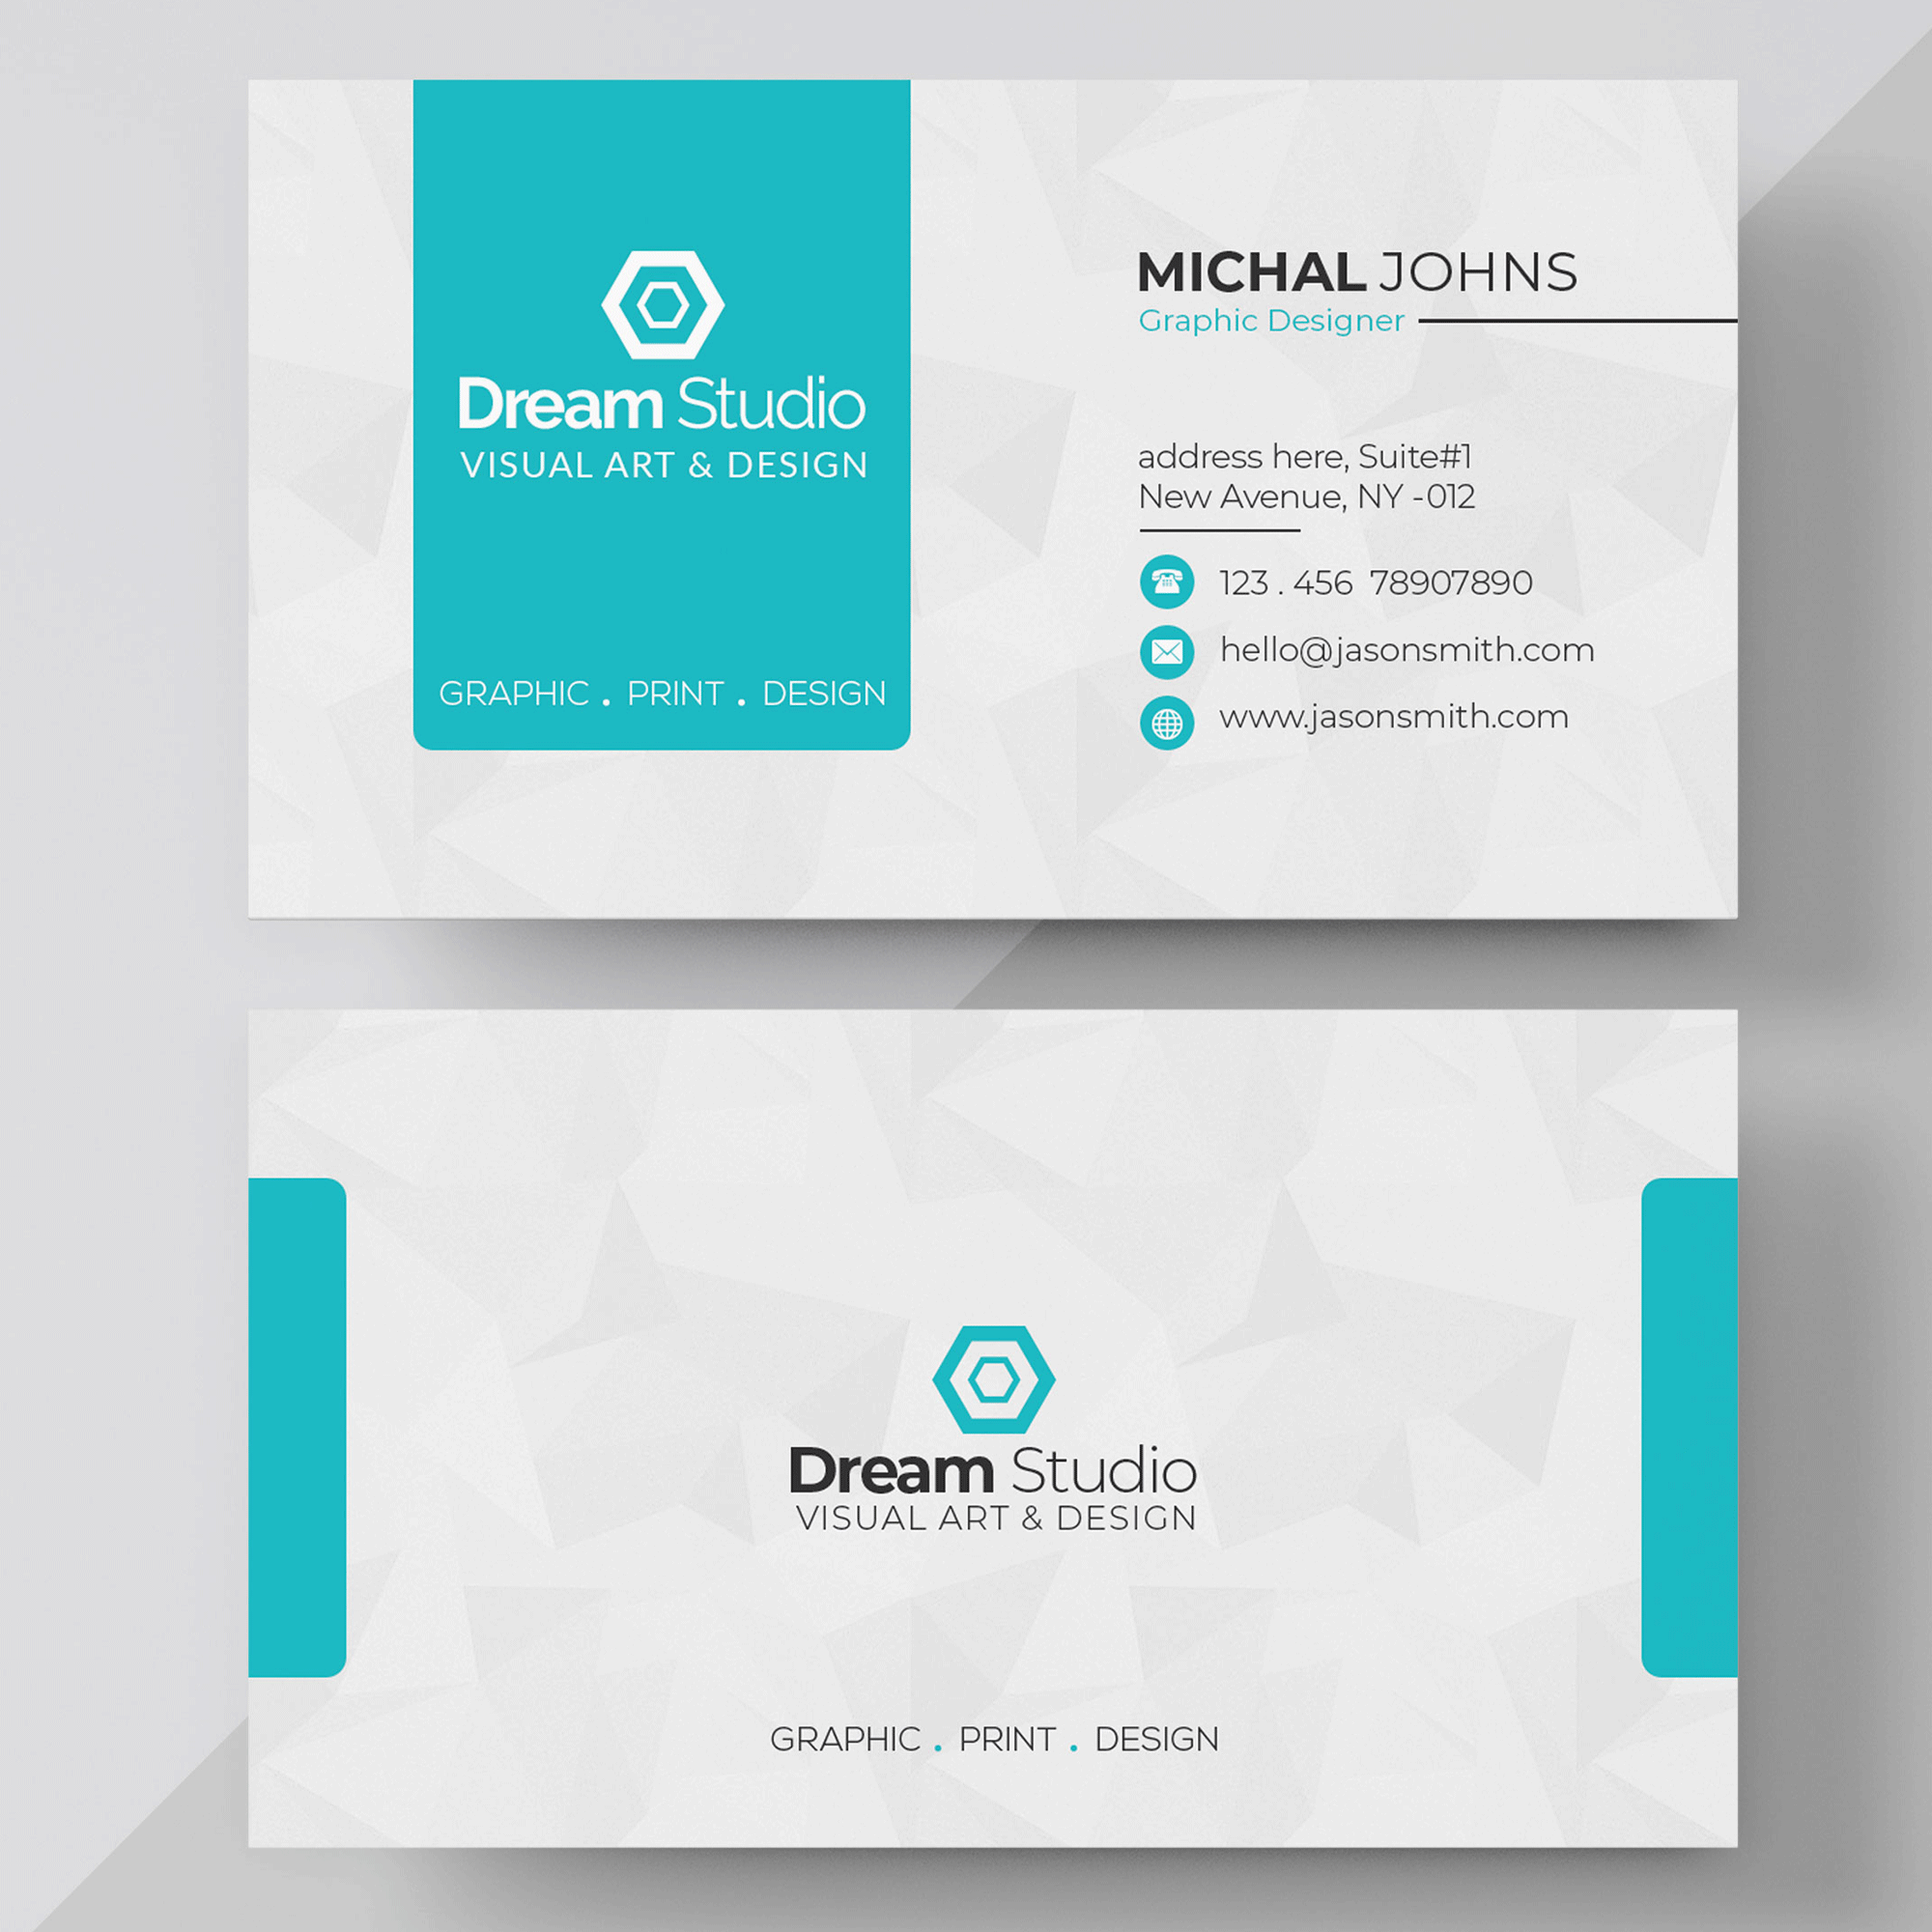 Dream Studio
VISUAL ART & DESIGN
GRAPHIC . PRINT . DESIGN
MICHAL JOHNS
Graphic Designer
address here, Suite#1
New Avenue, NY -012
123 . 456 78907890
hello@jasonsmith.com
www.jasonsmith.com
Dream Studio
VISUAL ART & DESIGN
GRAPHIC . PRINT . DESIGN